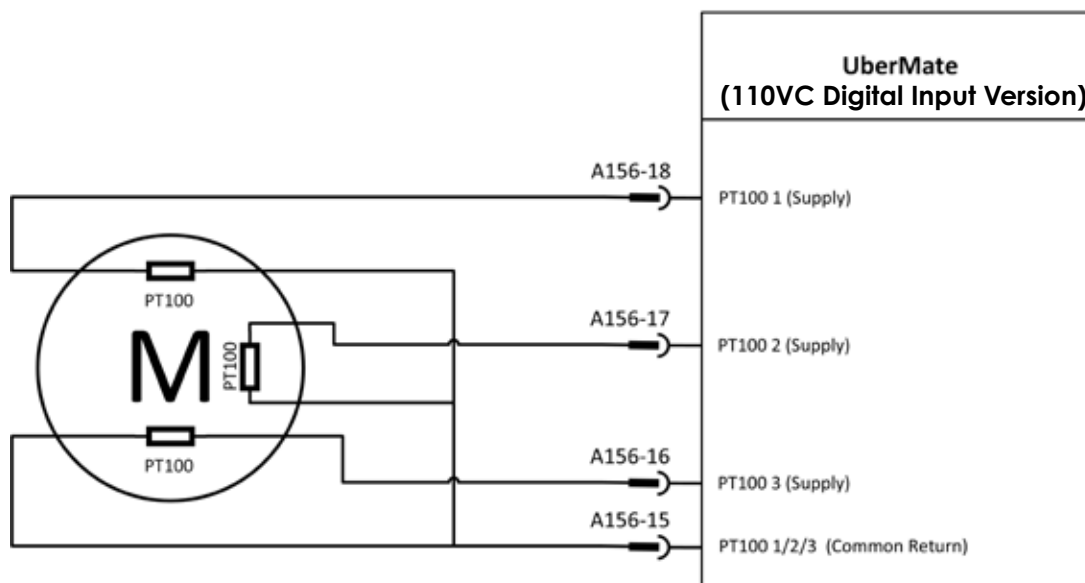 UberMate
(110VC Digital Input Version)
A156-18
PT100 1 (Supply)
PT100
A156-17
PT100 2 (Supply)
M
PT100
PT100
A156-16
PT100 3 (Supply)
A156-15
PT100 1/2/3 (Common Return)